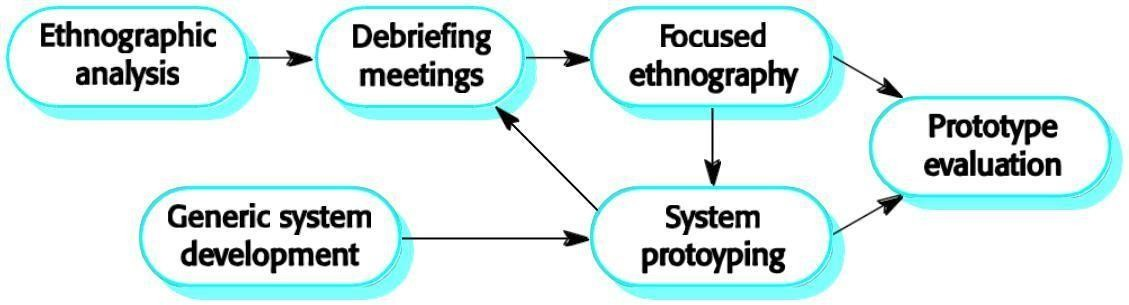 Ethnographic
analysis
Debriefing
meetings
Focused
ethnography
Prototype
evaluation
Generic system
development
System
protoyping